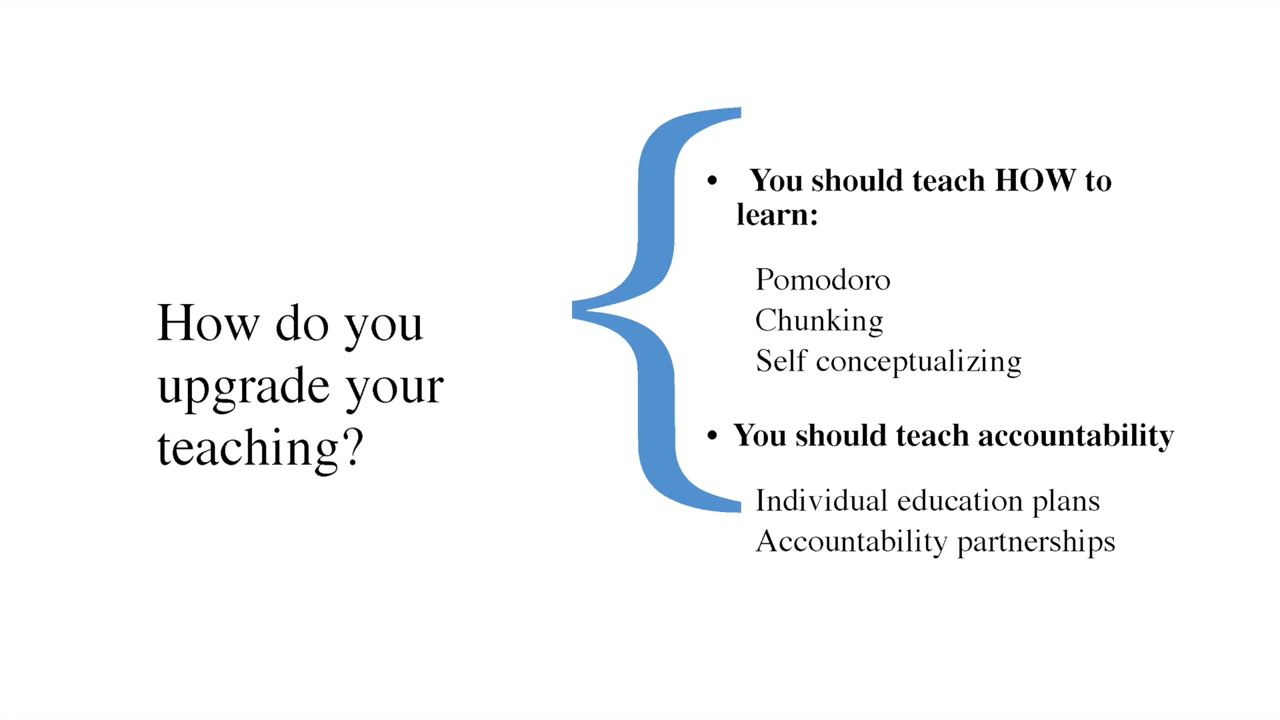 How do you
upgrade your
teaching?
• You should teach HOW to
learn:
Pomodoro
Chunking
Self conceptualizing
• You should teach accountability
Individual education plans
Accountability partnerships